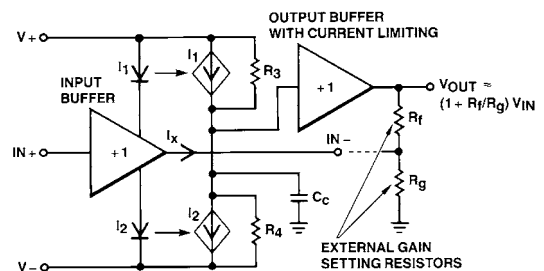 OUTPUT BUFFER
WITH CURRENT LIMITING
V+
I1
I1
R3
INPUT
BUFFER
+1
VOUT =
(1 + Rf/Rg) VIN
Rf
IN+
+1
Ix
IN-
Rg
Cc
I2
I2
R4
EXTERNAL GAIN
SETTING RESISTORS
V-